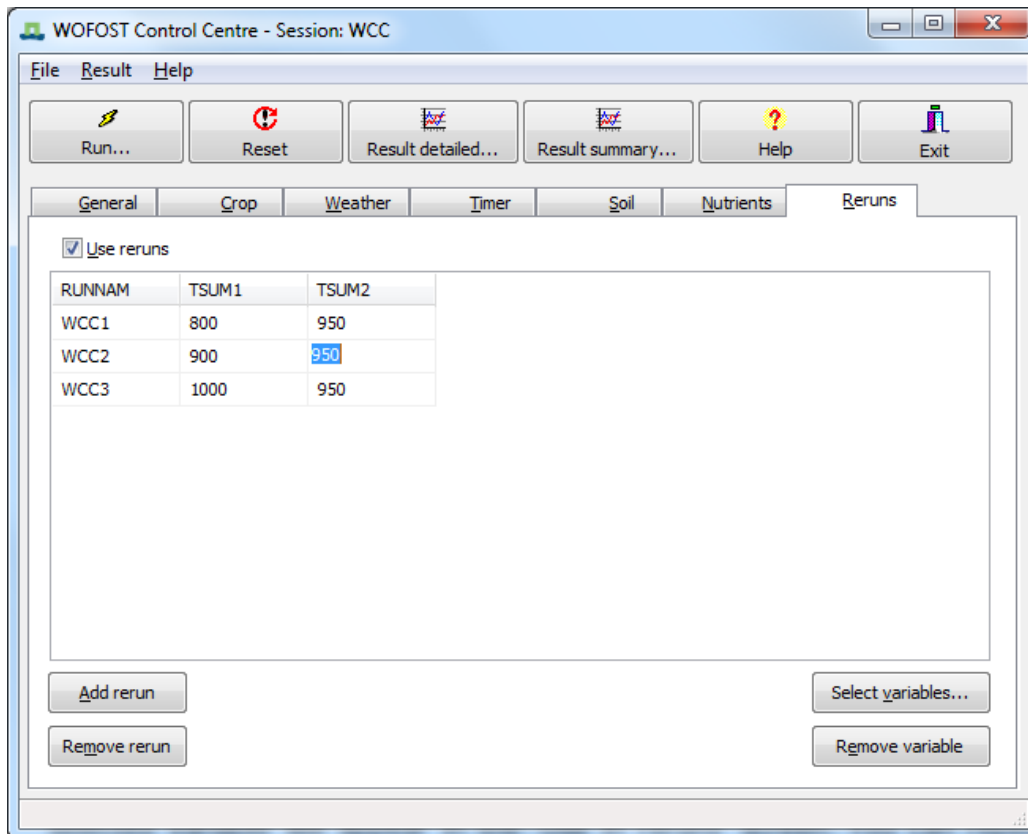 WOFOST Control Centre - Session: WCC
File Result Help
Run... Reset Result detailed... Result summary... Help Exit
General Crop Weather Timer Soil Nutrients Reruns
Use reruns
RUNNAM TSUM1 TSUM2
WCC1 800 950
WCC2 900 950
WCC3 1000 950
Add rerun Select variables...
Remove rerun Remove variable